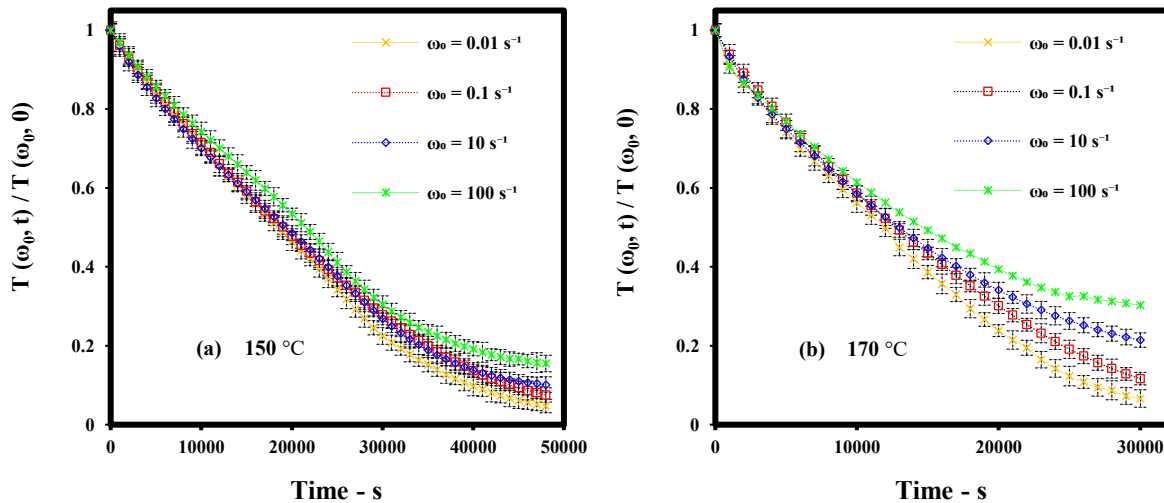 T (ω₀, t) / T (ω₀, 0)
1
0.8
0.6
0.4
0.2
0
ω₀ = 0.01 s⁻¹
ω₀ = 0.1 s⁻¹
ω₀ = 10 s⁻¹
ω₀ = 100 s⁻¹
(a) 150 °C
0 10000 20000 30000 40000 50000
Time - s
T (ω₀, t) / T (ω₀, 0)
1
0.8
0.6
0.4
0.2
0
ω₀ = 0.01 s⁻¹
ω₀ = 0.1 s⁻¹
ω₀ = 10 s⁻¹
ω₀ = 100 s⁻¹
(b) 170 °C
0 10000 20000 30000
Time - s